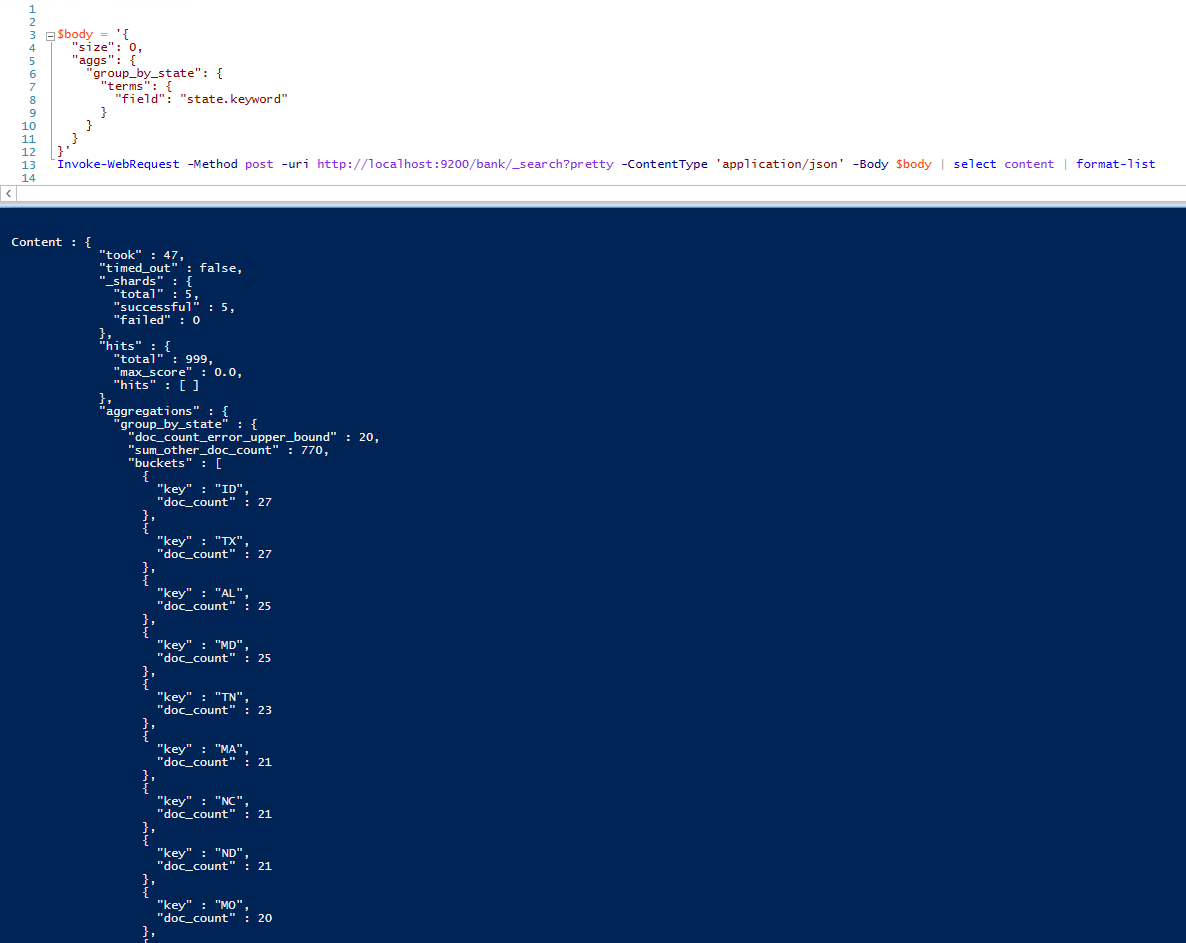 1
2
3 $body = '{
4 "size": 0,
5 "aggs": {
6 "group_by_state": {
7 "terms": {
8 "field": "state.keyword"
9 }
10 }
11 }
12 }'
13 Invoke-WebRequest -Method post -uri http://localhost:9200/bank/_search?pretty -ContentType 'application/json' -Body $body | select content | format-list
14
Content : {
"took" : 47,
"timed_out" : false,
"_shards" : {
"total" : 5,
"successful" : 5,
"failed" : 0
},
"hits" : {
"total" : 999,
"max_score" : 0.0,
"hits" : [ ]
},
"aggregations" : {
"group_by_state" : {
"doc_count_error_upper_bound" : 20,
"sum_other_doc_count" : 770,
"buckets" : [
{
"key" : "ID",
"doc_count" : 27
},
{
"key" : "TX",
"doc_count" : 27
},
{
"key" : "AL",
"doc_count" : 25
},
{
"key" : "MD",
"doc_count" : 25
},
{
"key" : "TN",
"doc_count" : 23
},
{
"key" : "MA",
"doc_count" : 21
},
{
"key" : "NC",
"doc_count" : 21
},
{
"key" : "ND",
"doc_count" : 21
},
{
"key" : "MO",
"doc_count" : 20
},
{